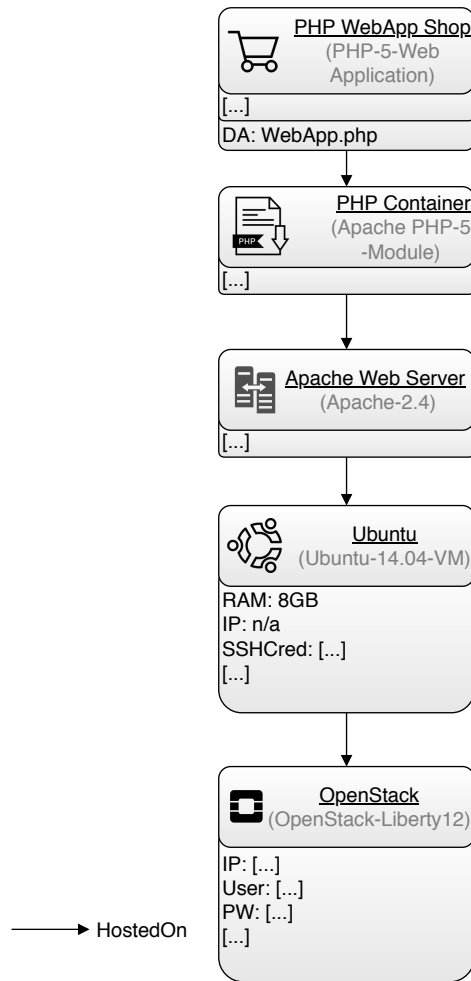 PHP WebApp Shop
(PHP-5-Web
Application)
[...]
DA: WebApp.php
PHP Container
(Apache PHP-5
-Module)
PHP
[...]
Apache Web Server
(Apache-2.4)
[...]
Ubuntu
(Ubuntu-14.04-VM)
RAM: 8GB
IP: n/a
SSHCred: [...]
[...]
OpenStack
(OpenStack-Liberty12)
IP: [...]
User: [...]
PW: [...]
[...]
HostedOn